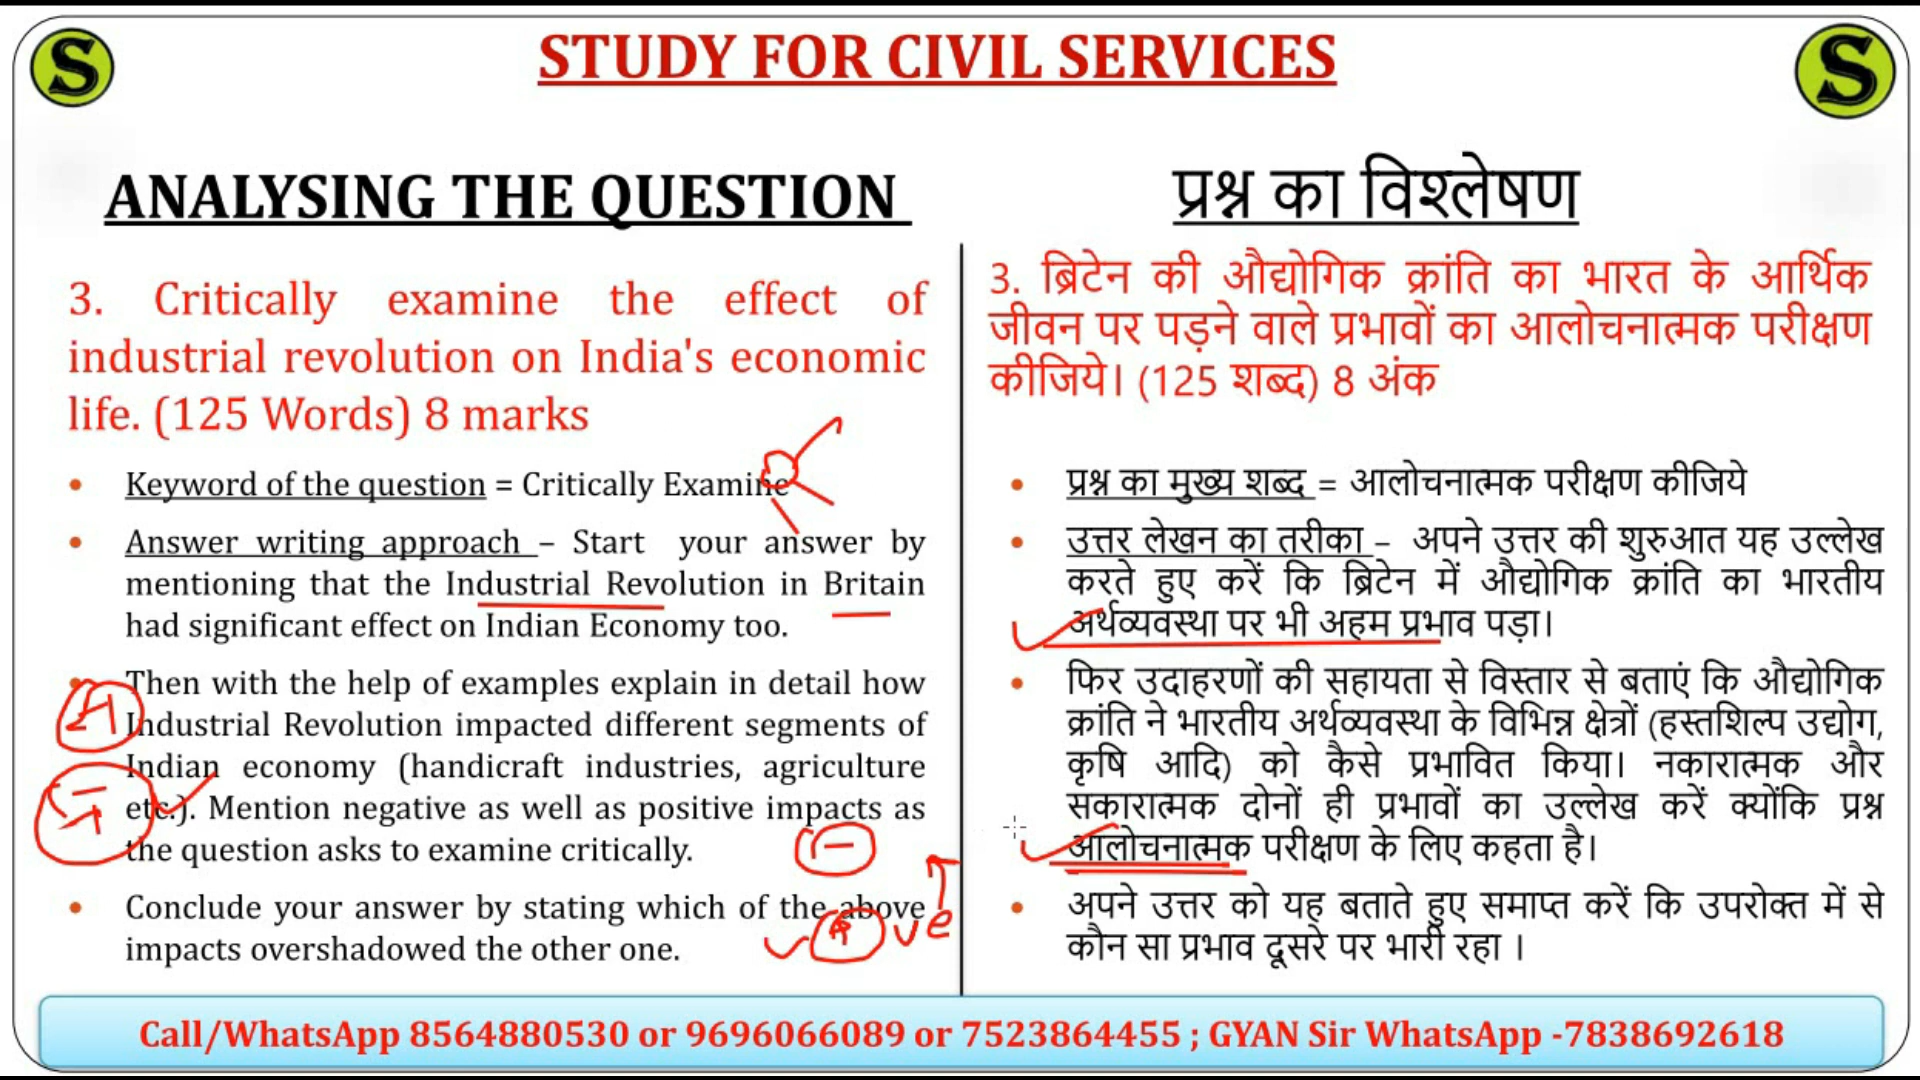 S
S
STUDY FOR CIVIL SERVICES
ANALYSING THE QUESTION
3. Critically examine the effect of
industrial revolution on India's economic
life. (125 Words) 8 marks
• Keyword of the question = Critically Examine
• Answer writing approach – Start your answer by
mentioning that the Industrial Revolution in Britain
had significant effect on Indian Economy too.
• Then with the help of examples explain in detail how
Industrial Revolution impacted different segments of
Indian economy (handicraft industries, agriculture
etc.). Mention negative as well as positive impacts as
the question asks to examine critically.
• Conclude your answer by stating which of the above
impacts overshadowed the other one.
ve
प्रश्न का विश्लेषण
3. ब्रिटेन की औद्योगिक क्रांति का भारत के आर्थिक
जीवन पर पड़ने वाले प्रभावों का आलोचनात्मक परीक्षण
कीजिये। (125 शब्द) 8 अंक
• प्रश्न का मुख्य शब्द = आलोचनात्मक परीक्षण कीजिये
• उत्तर लेखन का तरीका – अपने उत्तर की शुरुआत यह उल्लेख
करते हुए करें कि ब्रिटेन में औद्योगिक क्रांति का भारतीय
अर्थव्यवस्था पर भी अहम प्रभाव पड़ा।
• फिर उदाहरणों की सहायता से विस्तार से बताएं कि औद्योगिक
क्रांति ने भारतीय अर्थव्यवस्था के विभिन्न क्षेत्रों (हस्तशिल्प उद्योग,
कृषि आदि) को कैसे प्रभावित किया। नकारात्मक और
सकारात्मक दोनों ही प्रभावों का उल्लेख करें क्योंकि प्रश्न
आलोचनात्मक परीक्षण के लिए कहता है।
• अपने उत्तर को यह बताते हुए समाप्त करें कि उपरोक्त में से
कौन सा प्रभाव दूसरे पर भारी रहा ।
Call/WhatsApp 8564880530 or 9696066089 or 7523864455 ; GYAN Sir WhatsApp -7838692618